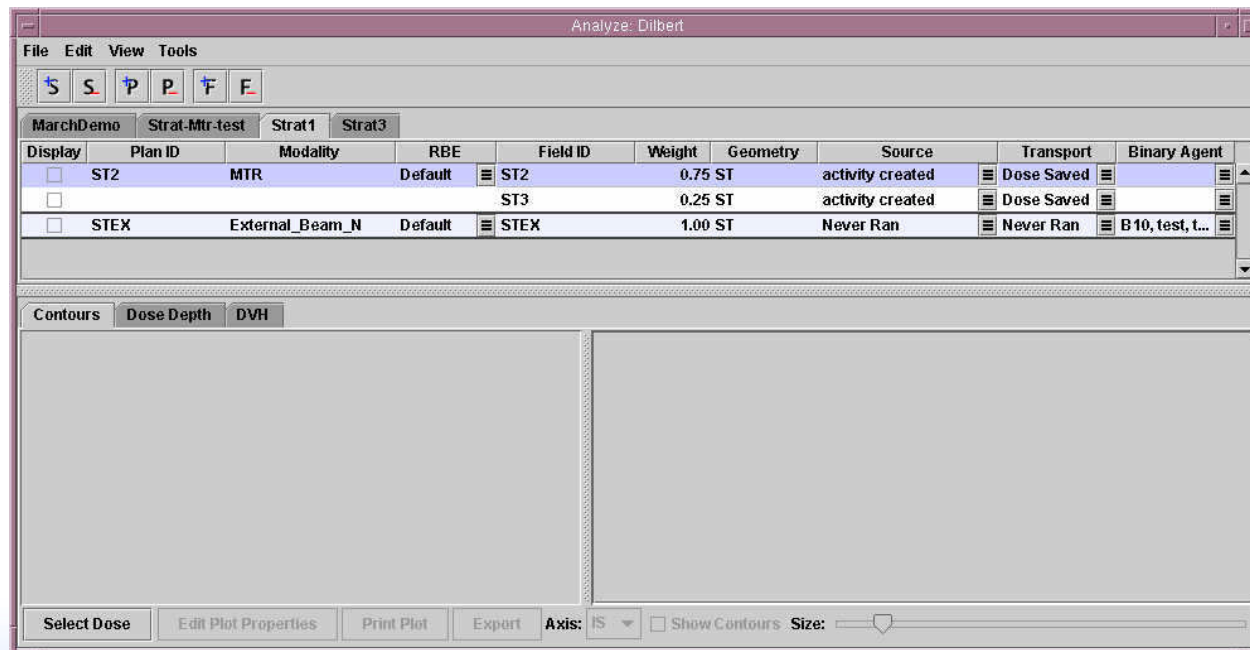 Analyze: Dilbert
File Edit View Tools
S S P P F F
MarchDemo Strat-Mtr-test Strat1 Strat3
Display Plan ID Modality RBE Field ID Weight Geometry Source Transport Binary Agent
ST2 MTR Default ST2 0.75 ST activity created Dose Saved
ST3 0.25 ST activity created Dose Saved
STEX External_Beam_N Default STEX 1.00 ST Never Ran Never Ran B10, test, t...
Contours Dose Depth DVH
Select Dose Edit Plot Properties Print Plot Export Axis: IS Show Contours Size: